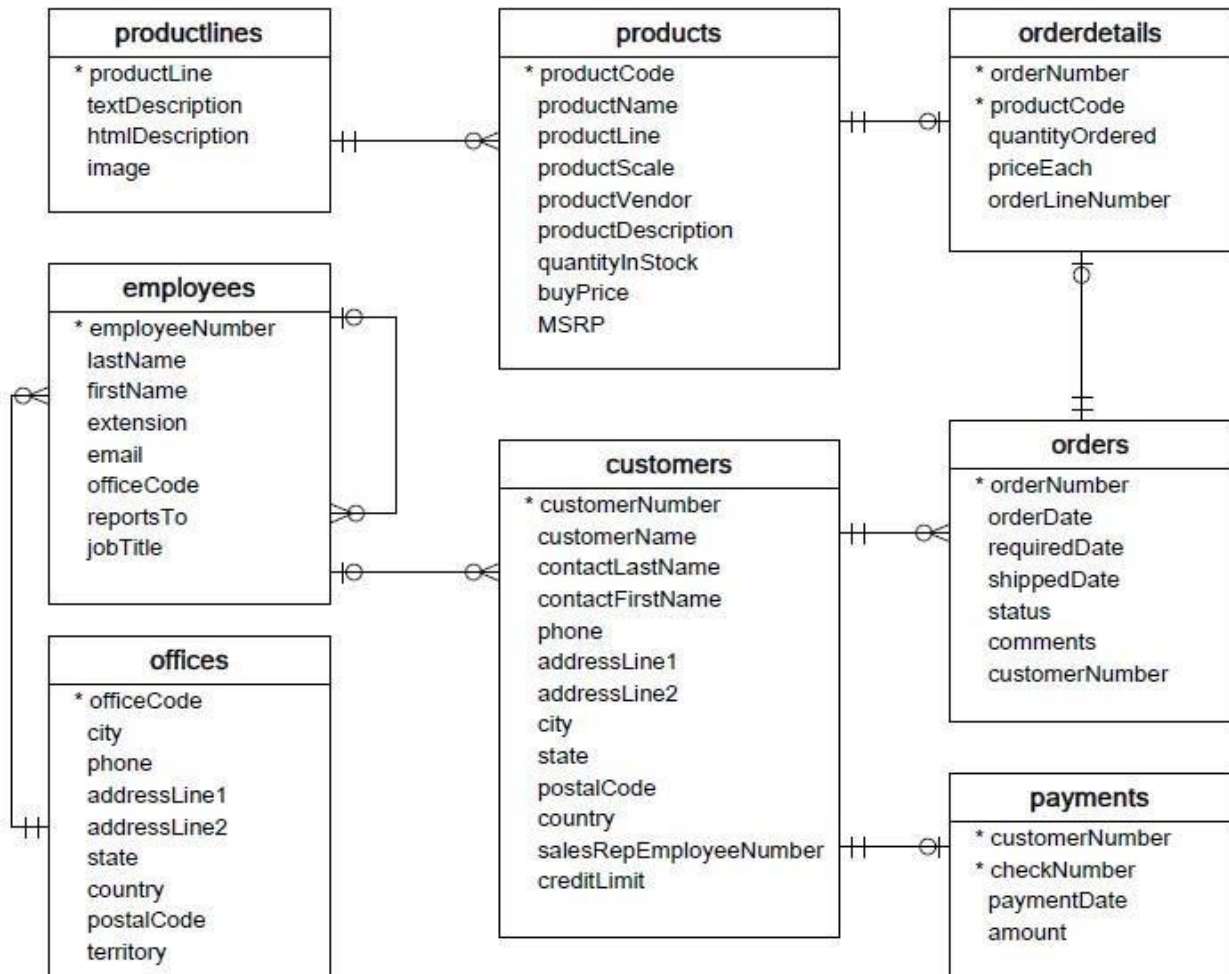 productlines
* productLine
textDescription
htmlDescription
image
products
* productCode
productName
productLine
productScale
productVendor
productDescription
quantityInStock
buyPrice
MSRP
orderdetails
* orderNumber
* productCode
quantityOrdered
priceEach
orderLineNumber
employees
* employeeNumber
lastName
firstName
extension
email
officeCode
reportsTo
jobTitle
customers
* customerNumber
customerName
contactLastName
contactFirstName
phone
addressLine1
addressLine2
city
state
postalCode
country
salesRepEmployeeNumber
creditLimit
orders
* orderNumber
orderDate
requiredDate
shippedDate
status
comments
customerNumber
offices
* officeCode
city
phone
addressLine1
addressLine2
state
country
postalCode
territory
payments
* customerNumber
* checkNumber
paymentDate
amount